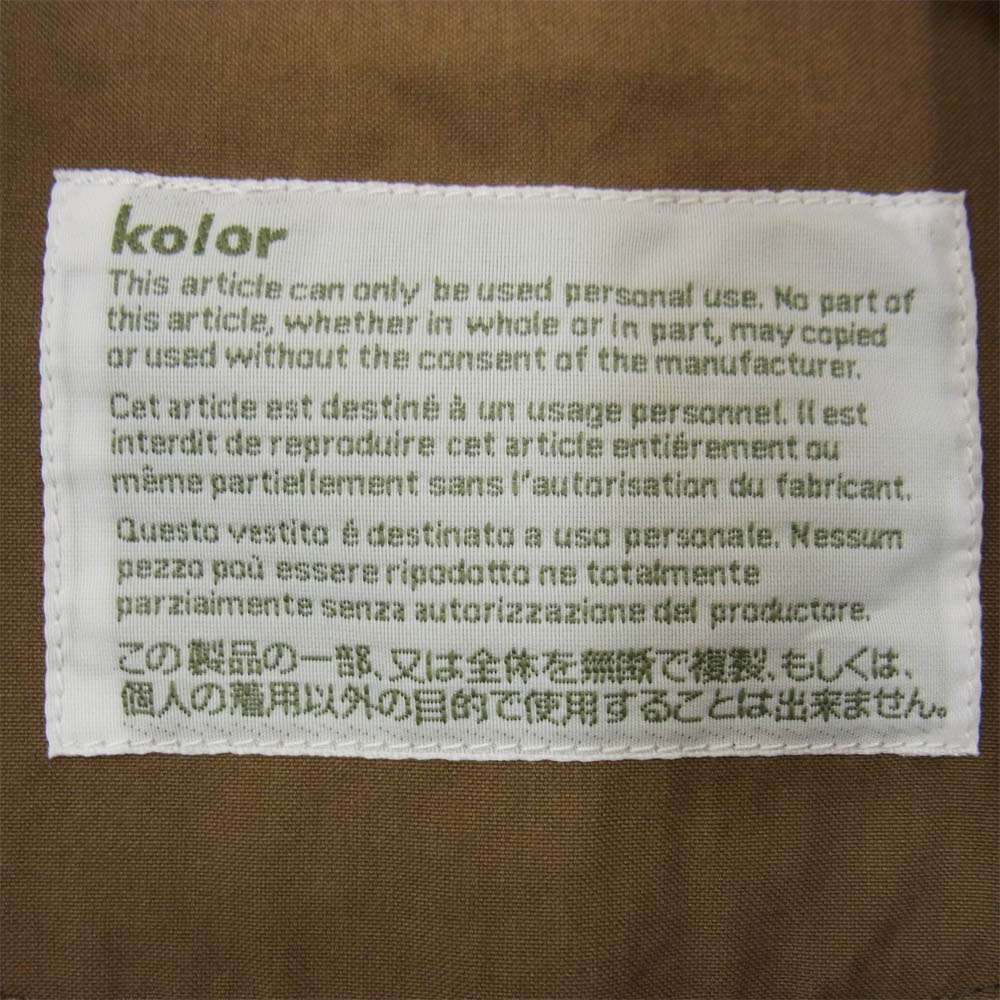 kolor
This article can only be used personal use. No part of
this article, whether in whole or in part, may copied
or used without the consent of the manufacturer.
Cet article est destiné à un usage personnel. Il est
interdit de reproduire cet article entiérement ou
même partiellement sans l'autorisation du fabricant.
Questo vestito é destinato a uso personale. Nessum
pezzo poù essere ripodotto ne totalmente
parzialmente senza autorizzazione del productore.
この製品の一部、又は全体を無断で複製、もしくは、
個人の着用以外の目的で使用することは出来ません。